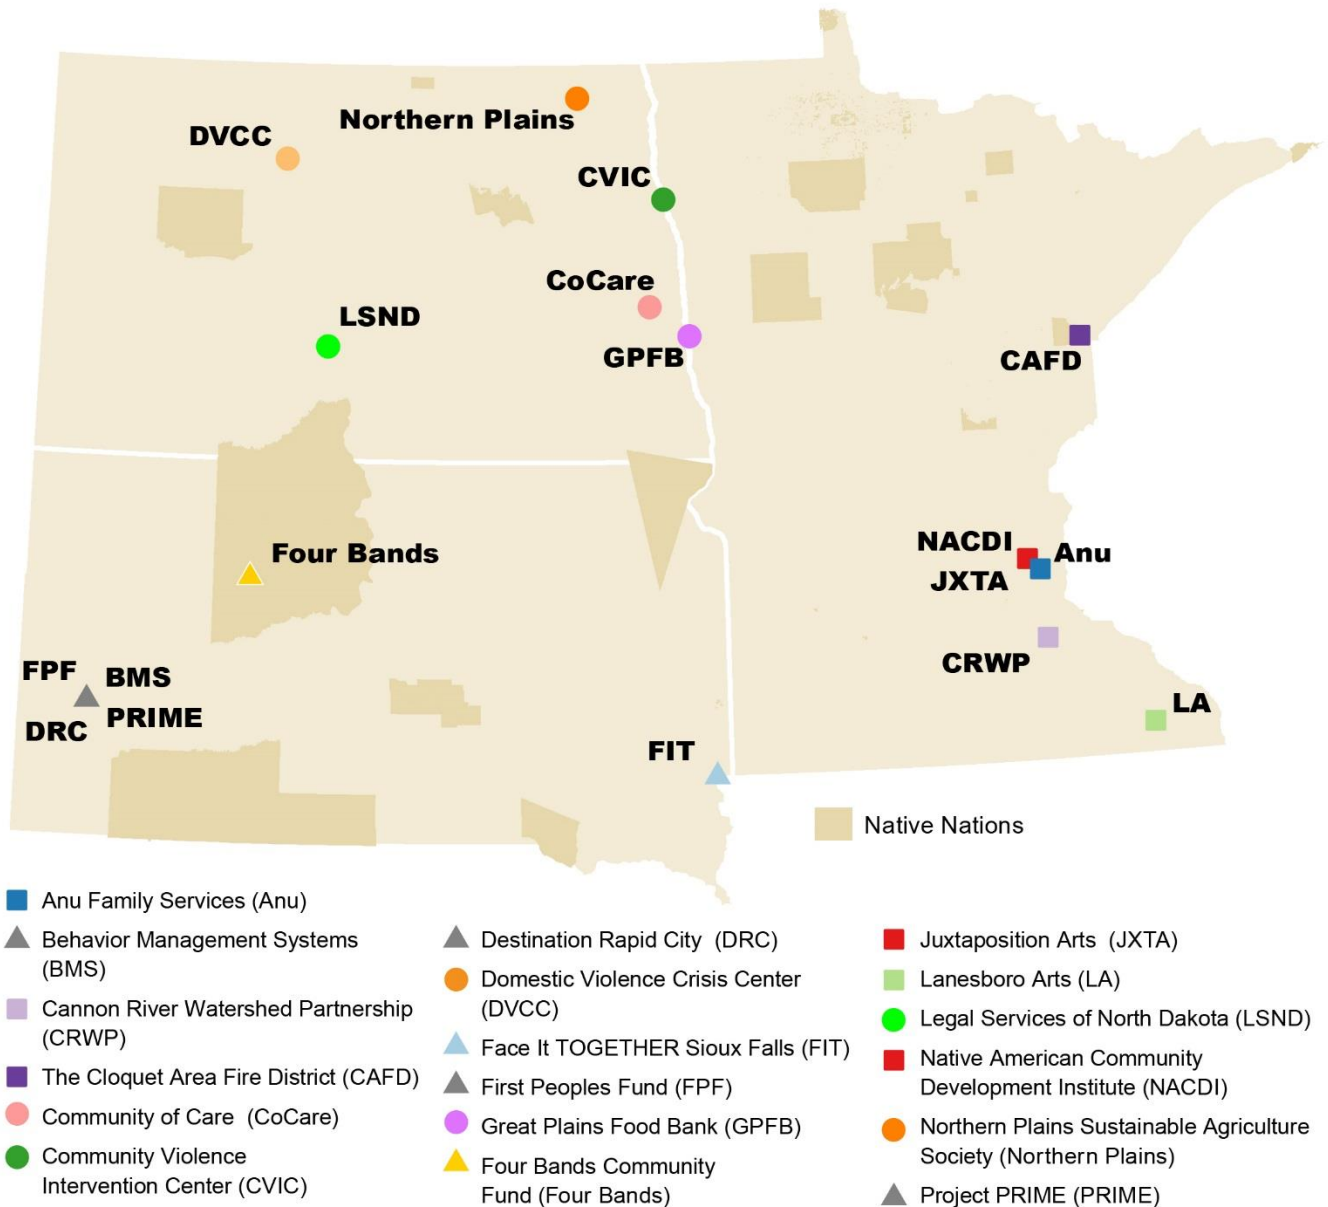 Northern Plains
DVCC
CVIC
CoCare
LSND
GPFB
CAFD
NACDI
Anu
JXTA
Four Bands
CRWP
FPF
BMS
DRC
PRIME
LA
FIT
Native Nations
Anu Family Services (Anu)
Behavior Management Systems
(BMS)
Cannon River Watershed Partnership
(CRWP)
The Cloquet Area Fire District (CAFD)
Community of Care (CoCare)
Community Violence
Intervention Center (CVIC)
Destination Rapid City (DRC)
Domestic Violence Crisis Center
(DVCC)
Face It TOGETHER Sioux Falls (FIT)
First Peoples Fund (FPF)
Great Plains Food Bank (GPFB)
Four Bands Community
Fund (Four Bands)
Juxtaposition Arts (JXTA)
Lanesboro Arts (LA)
Legal Services of North Dakota (LSND)
Native American Community
Development Institute (NACDI)
Northern Plains Sustainable Agriculture
Society (Northern Plains)
Project PRIME (PRIME)